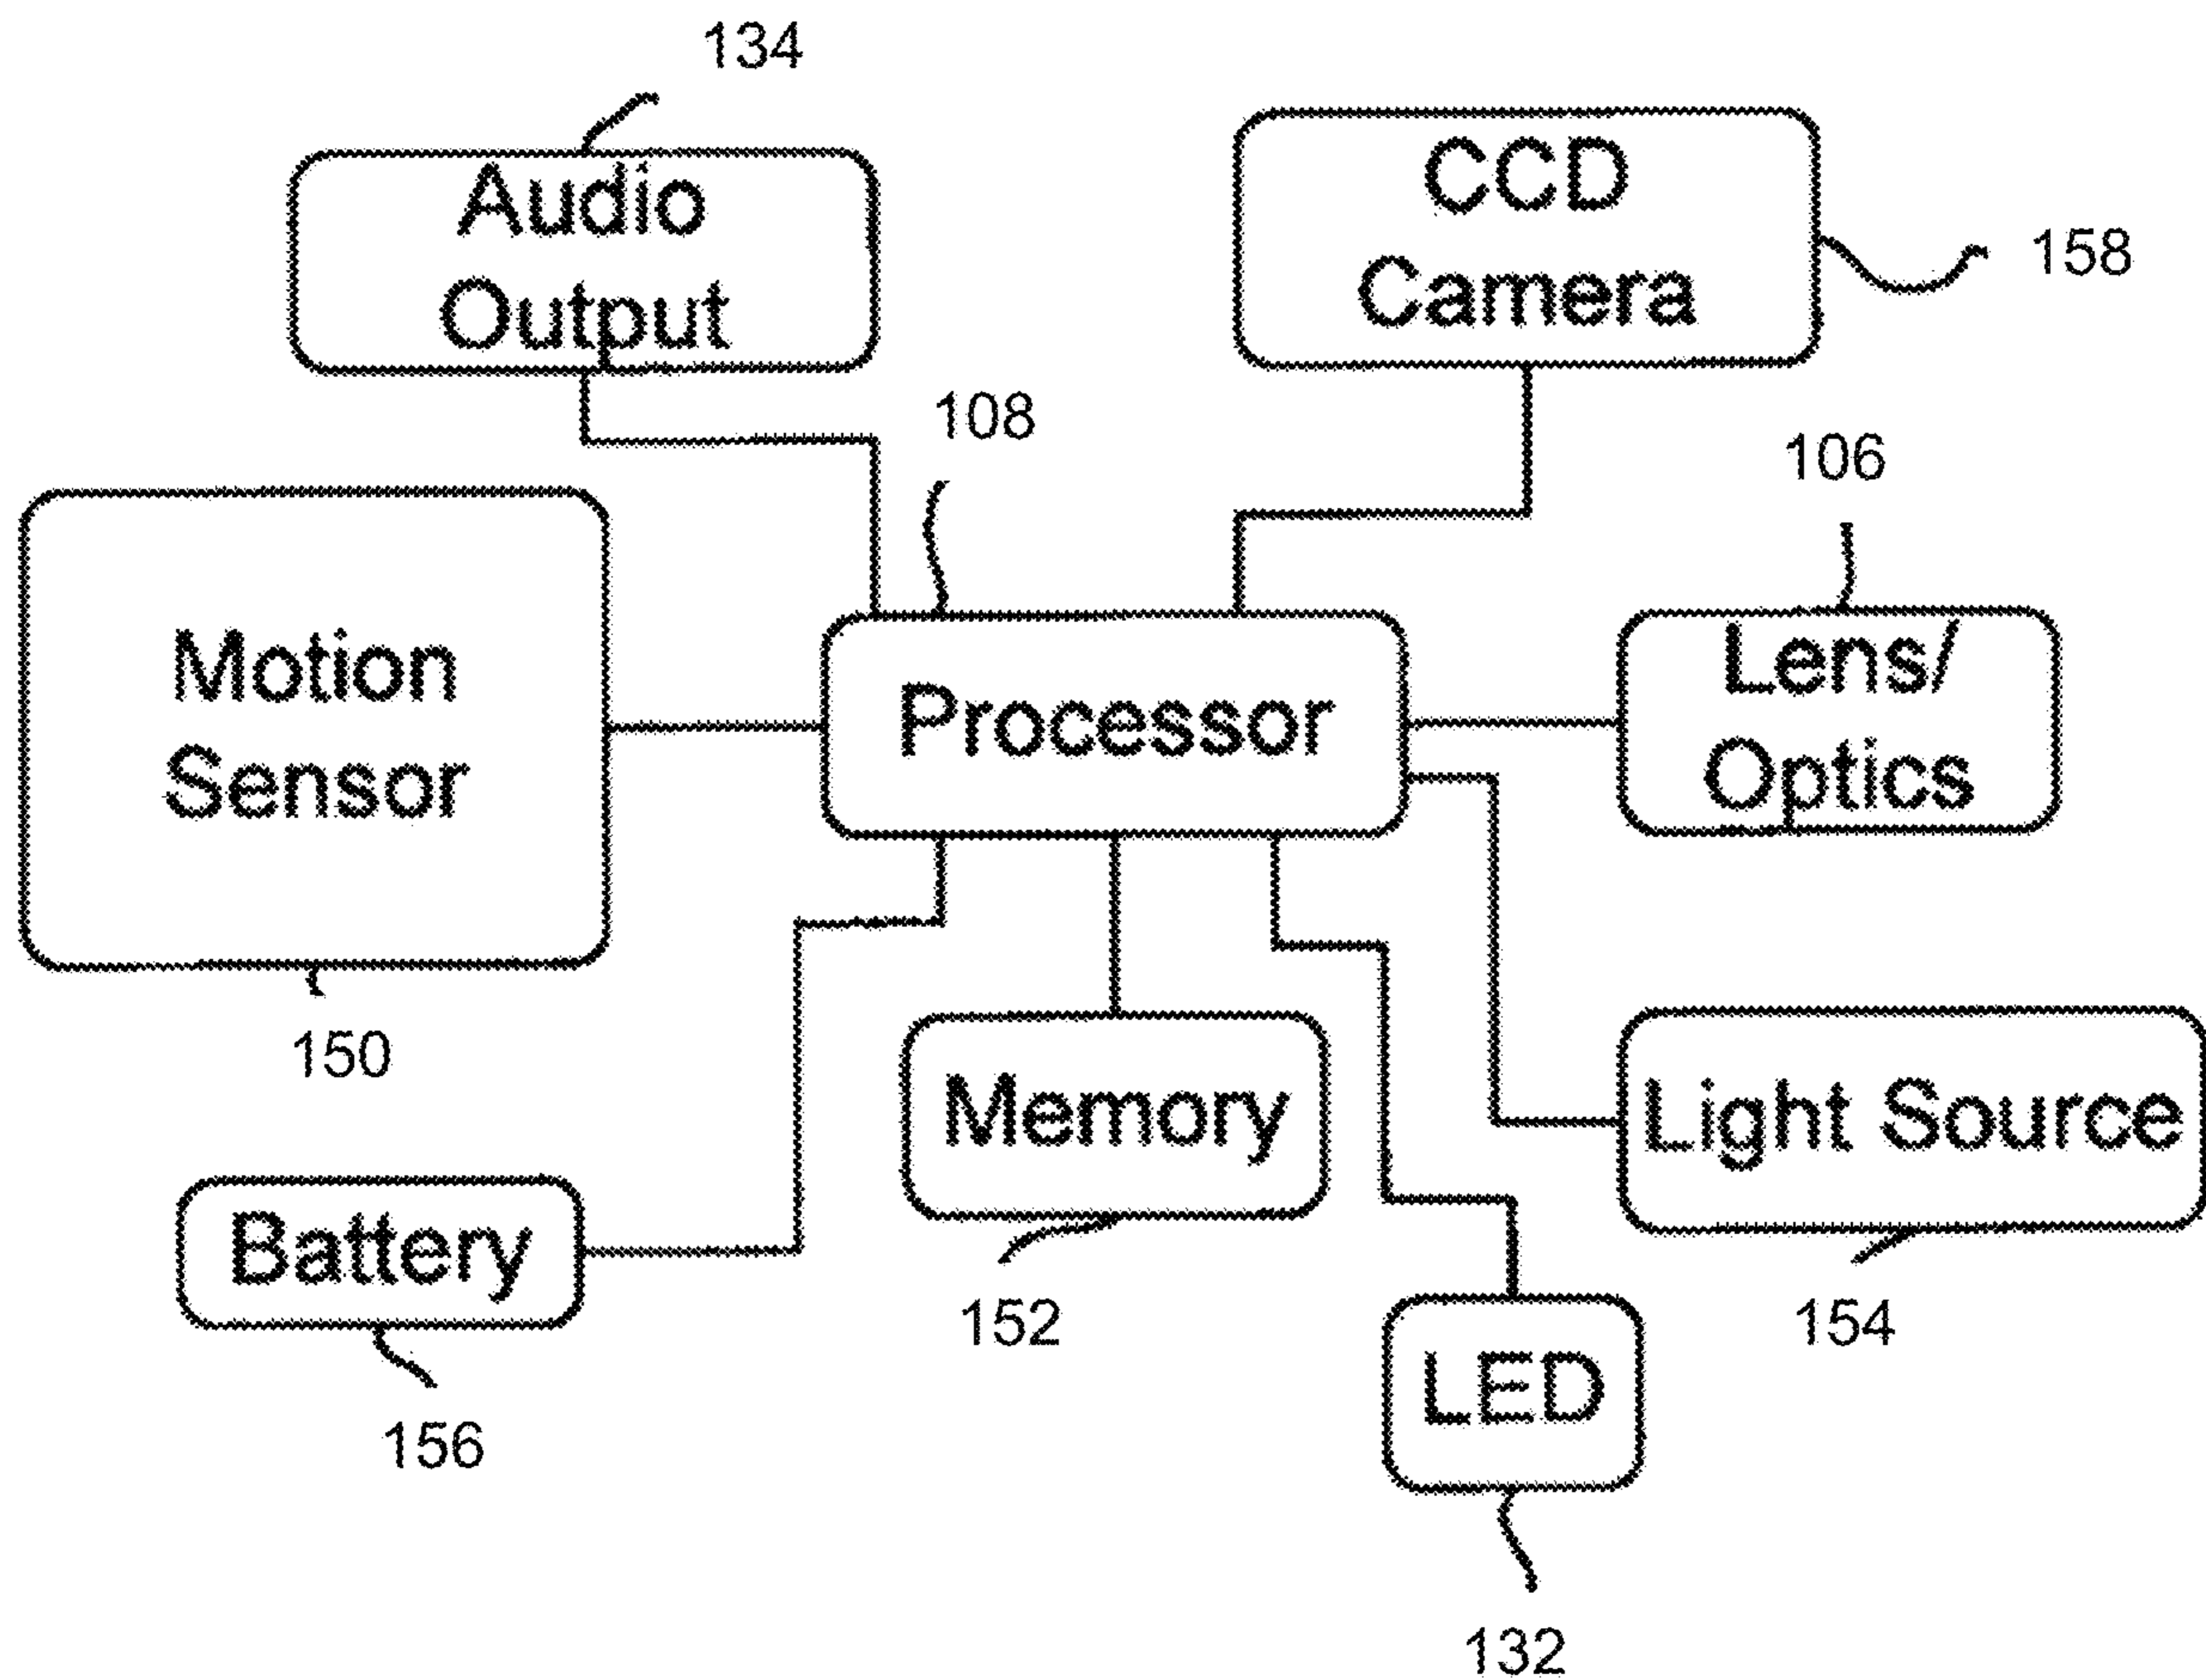 134
Audio
Output
CCD
Camera
158
108
106
Motion
Sensor
150
Processor
Lens/
Optics
Memory
152
Light Source
154
Battery
156
LED
132